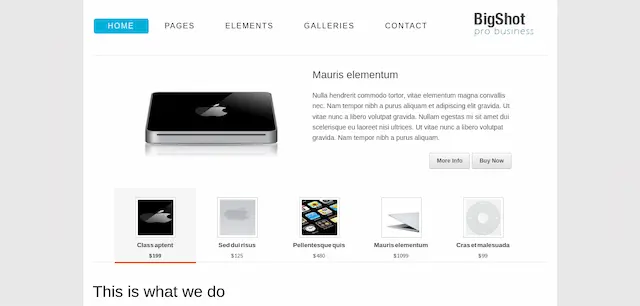 HOME PAGES ELEMENTS GALLERIES CONTACT
BigShot
pro business
Mauris elementum
Nulla hendrerit commodo tortor, vitae elementum magna convallis
nec. Nam tempor nibh a purus aliquam et adipiscing elit gravida. Ut
vitae nunc a libero volutpat gravida. Nullam egestas mi sit amet dui
scelerisque eu laoreet nisi ultrices. Ut vitae nunc a libero volutpat
gravida. Nam tempor nibh a purus aliquam.
More Info Buy Now
Class aptent Sed dui risus Pellentesque quis Mauris elementum Cras et malesuada
$199 $125 $480 $1099 $99
This is what we do